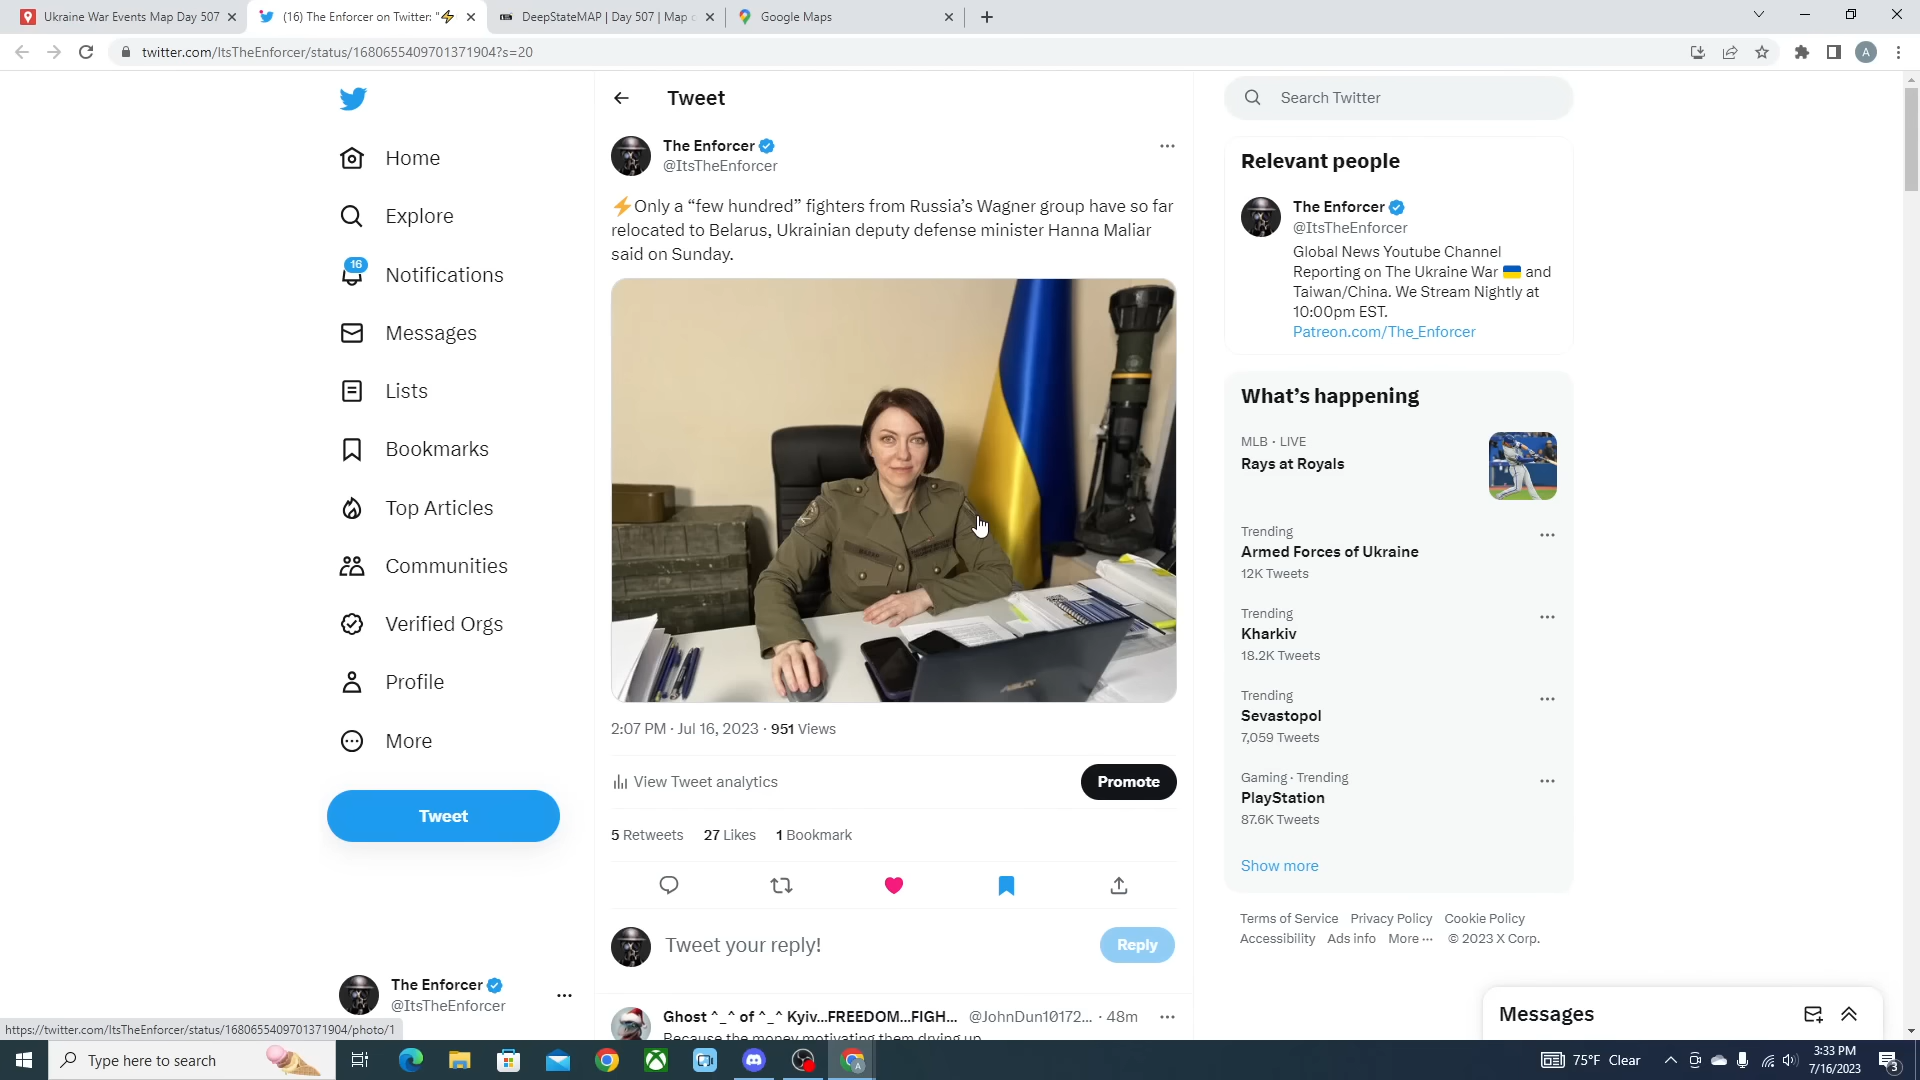 Ukraine War Events Map Day 507
(16) The Enforcer on Twitter: "⚡
DeepStateMAP | Day 507 | Map
Google Maps
twitter.com/ItsTheEnforcer/status/1680655409701371904?s=20
A
Tweet
Search Twitter
Home
Explore
16
Notifications
Messages
Lists
Bookmarks
Top Articles
Communities
Verified Orgs
Profile
More
Tweet
The Enforcer
@ItsTheEnforcer
The Enforcer
@ItsTheEnforcer
⚡Only a “few hundred” fighters from Russia’s Wagner group have so far
relocated to Belarus, Ukrainian deputy defense minister Hanna Maliar
said on Sunday.
ASUS
2:07 PM · Jul 16, 2023 · 951 Views
View Tweet analytics
Promote
5 Retweets 27 Likes 1 Bookmark
Tweet your reply!
Reply
Ghost ^_^ of ^_^ Kyiv...FREEDOM...FIGH... @JohnDun10172... · 48m
Because the money motivating them drying up
Relevant people
The Enforcer
@ItsTheEnforcer
Global News Youtube Channel
Reporting on The Ukraine War 🇺🇦 and
Taiwan/China. We Stream Nightly at
10:00pm EST.
Patreon.com/The_Enforcer
What’s happening
MLB · LIVE
Rays at Royals
Trending
Armed Forces of Ukraine
12K Tweets
Trending
Kharkiv
18.2K Tweets
Trending
Sevastopol
7,059 Tweets
Gaming · Trending
PlayStation
87.6K Tweets
Show more
Terms of Service Privacy Policy Cookie Policy
Accessibility Ads info More ··· © 2023 X Corp.
Messages
https://twitter.com/ItsTheEnforcer/status/1680655409701371904/photo/1
Type here to search
75°F Clear
3:33 PM
7/16/2023
3